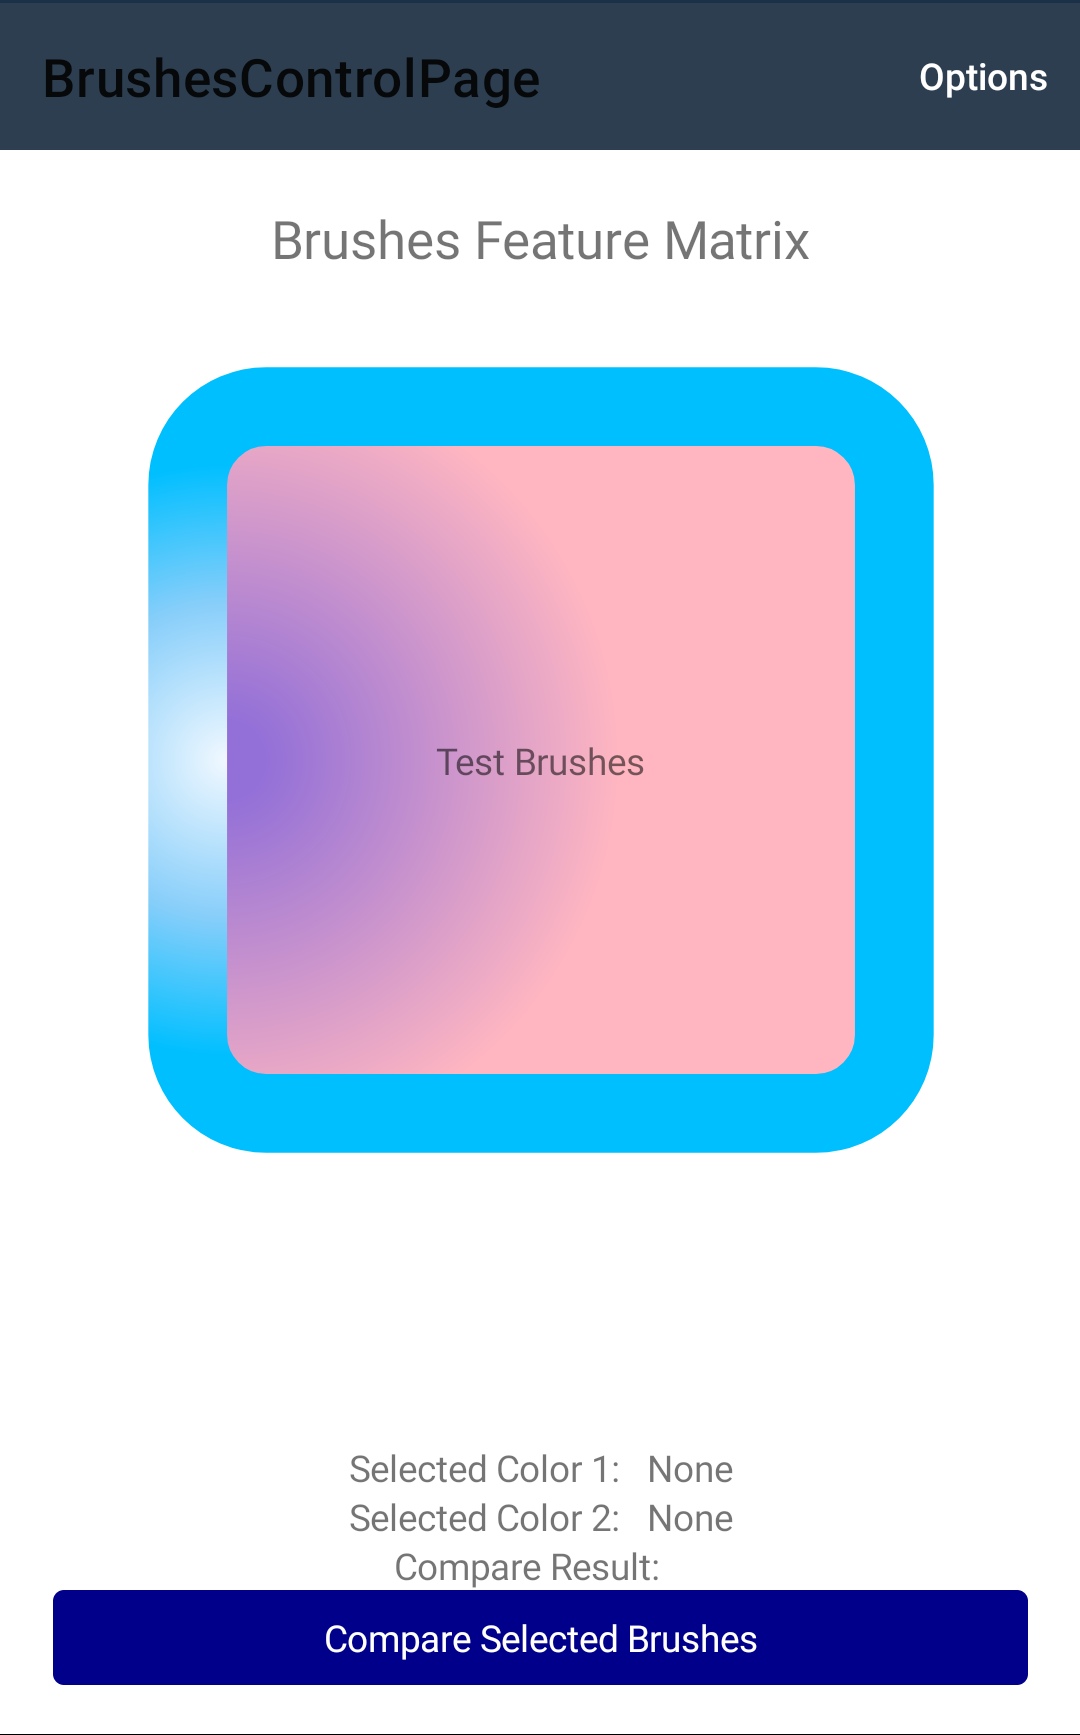 BrushesControlPage
Options
Brushes Feature Matrix
Test Brushes
Selected Color 1: None
Selected Color 2: None
Compare Result:
Compare Selected Brushes